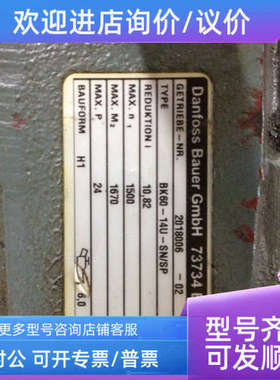 欢迎进店询价/议价
Danfoss Bauer GmbH 73734
GETRIEBE-NR. 2018006 -02
TYPE BK60-14U-SN/SP
REDUKTION i 10,82
MAX. n₁ 1500
MAX. M₂ 1670
MAX. P₁ 24
BAUFORM H1
6.0
更多型号咨询店铺客服
对公 可开专票/普票
型号齐
可发顺